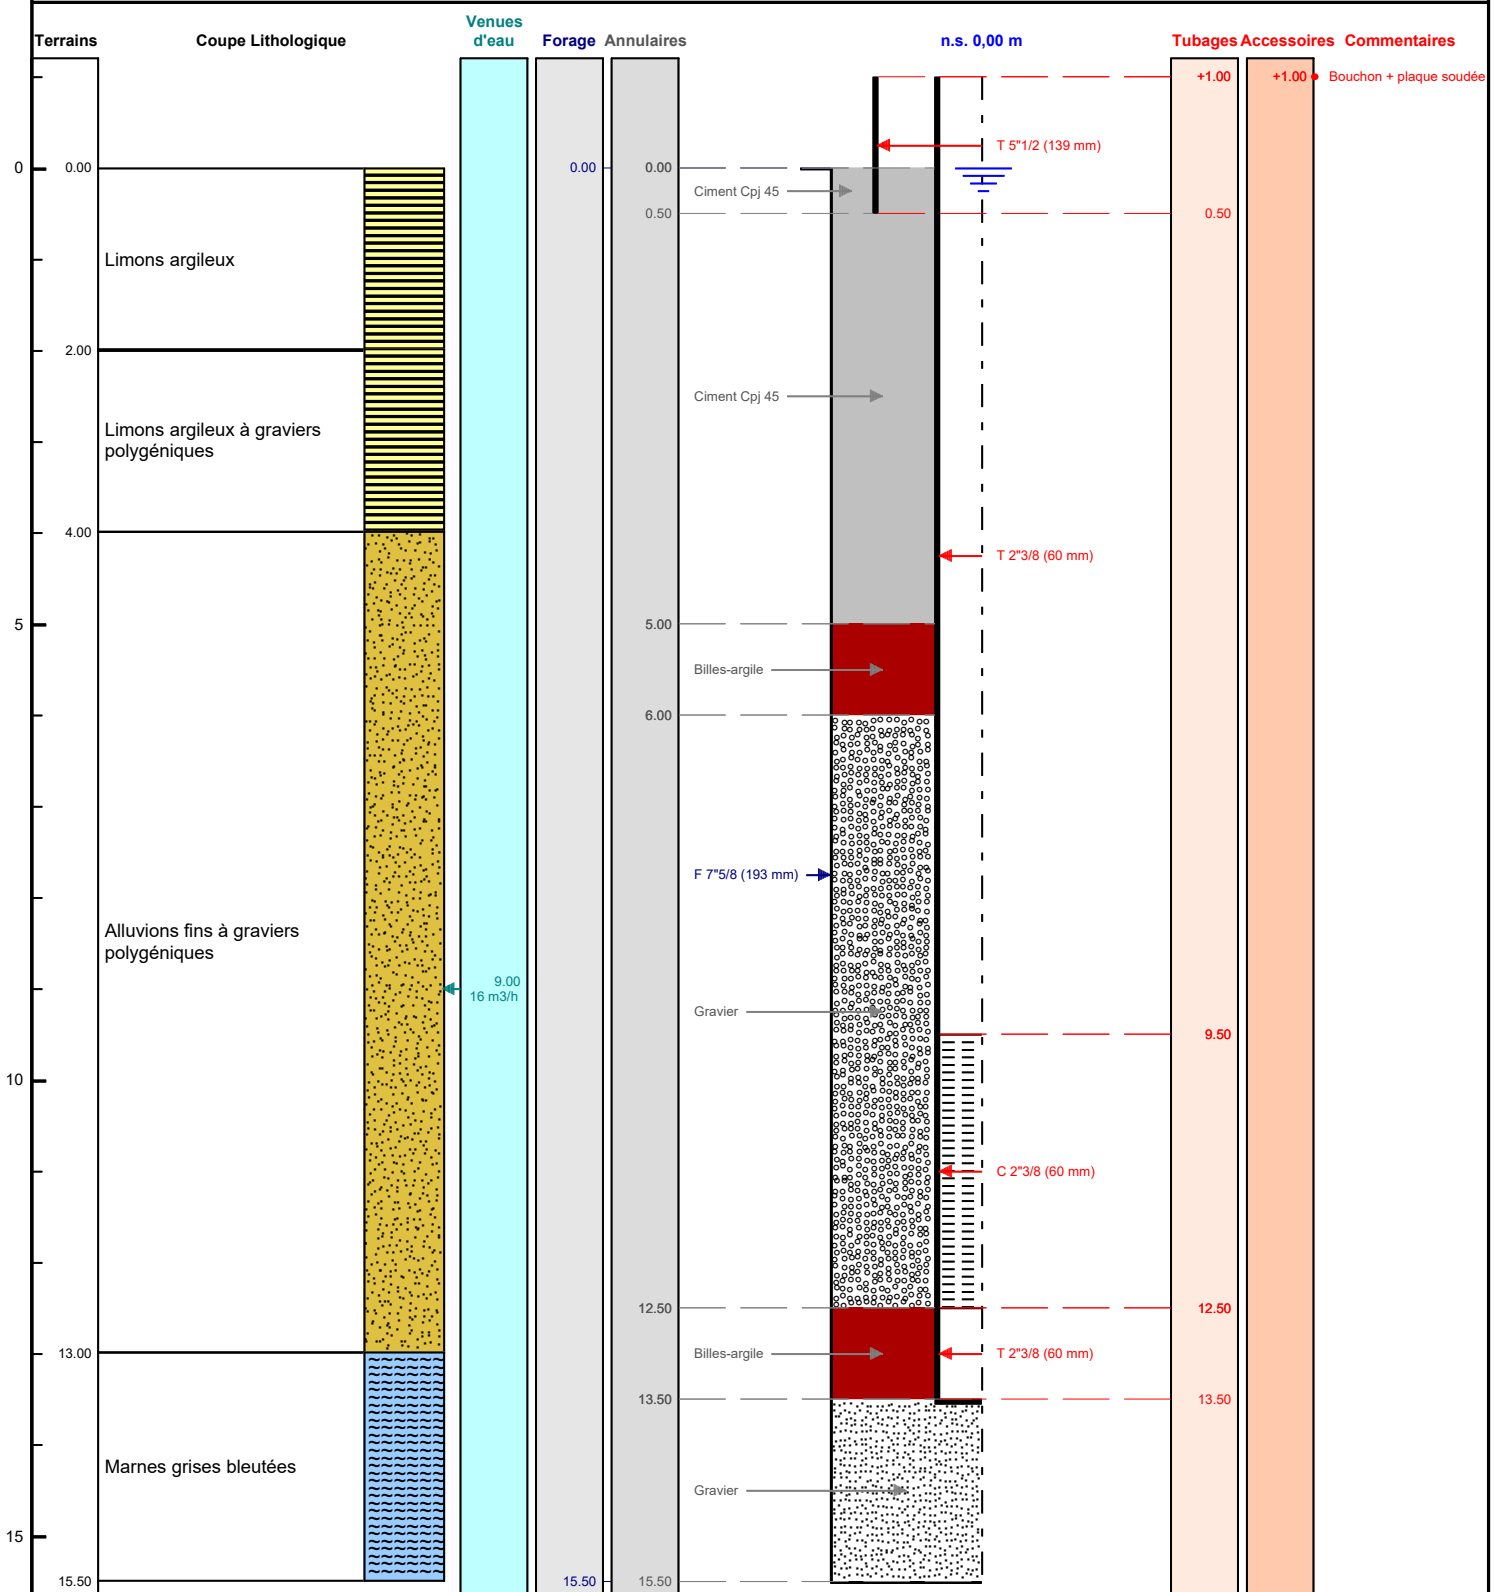 Terrains
Coupe Lithologique
Venues
d'eau
Forage
Annulaires
n.s. 0,00 m
Tubages
Accessoires
Commentaires
+1.00
+1.00
Bouchon + plaque soudée
T 5"1/2 (139 mm)
0
0.00
0.00
0.00
Ciment Cpj 45
0.50
0.50
Limons argileux
2.00
Ciment Cpj 45
Limons argileux à graviers
polygéniques
4.00
T 2"3/8 (60 mm)
5
5.00
Billes-argile
6.00
F 7"5/8 (193 mm)
Alluvions fins à graviers
polygéniques
9.00
16 m3/h
Gravier
9.50
10
C 2"3/8 (60 mm)
12.50
12.50
13.00
Billes-argile
T 2"3/8 (60 mm)
13.50
13.50
Marnes grises bleutées
Gravier
15
15.50
15.50
15.50